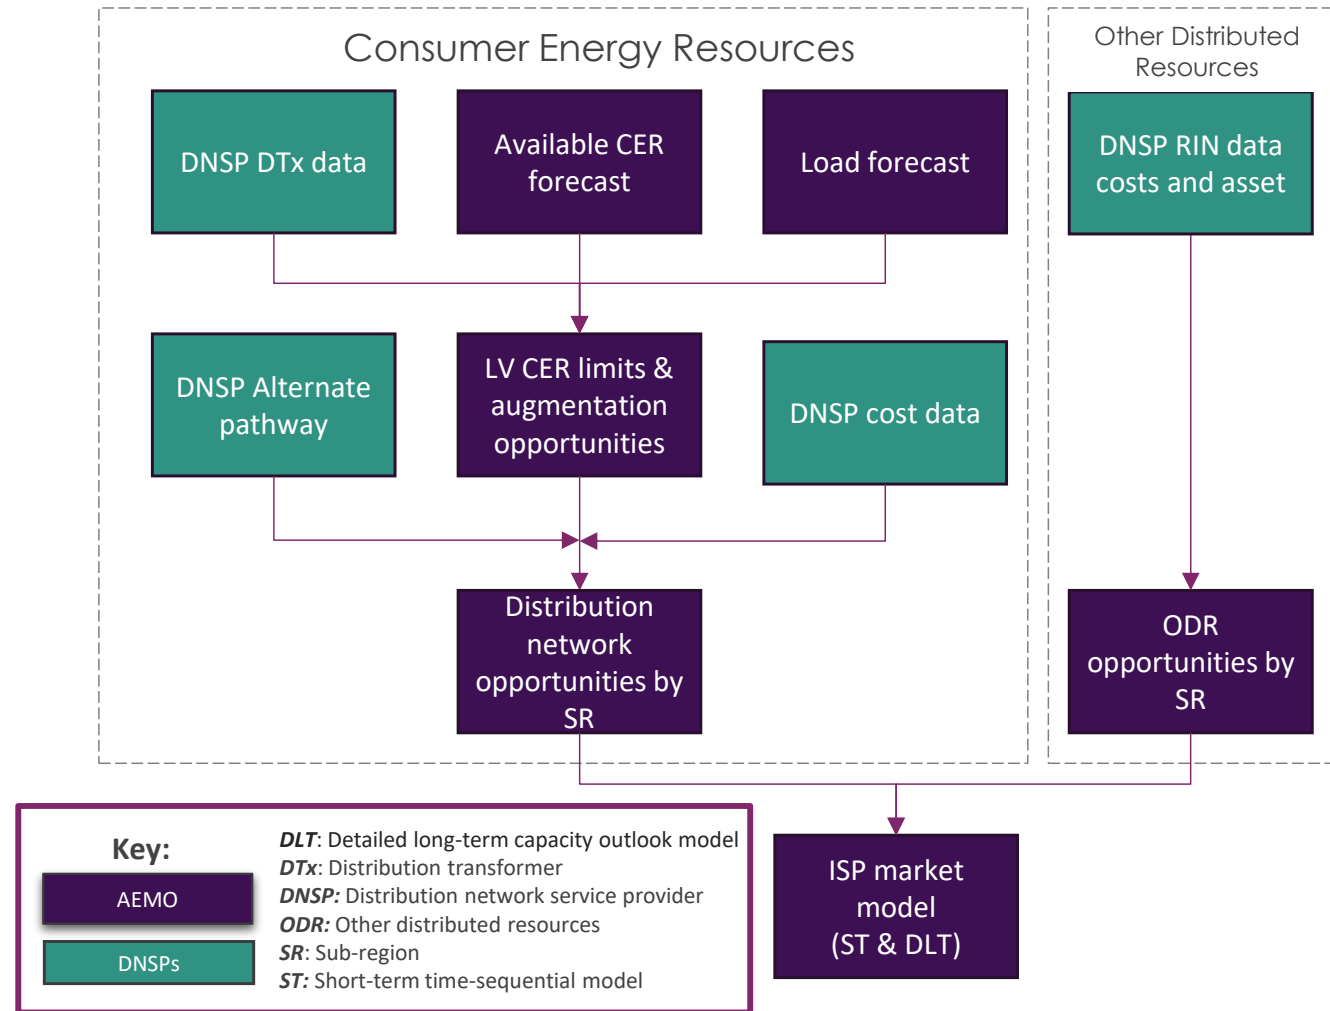 Consumer Energy Resources
Other Distributed
Resources
DNSP DTx data
Available CER
forecast
Load forecast
DNSP RIN data
costs and asset
DNSP Alternate
pathway
LV CER limits &
augmentation
opportunities
DNSP cost data
Distribution
network
opportunities by
SR
ODR
opportunities by
SR
ISP market
model
(ST & DLT)
Key:
AEMO
DNSPs
DLT: Detailed long-term capacity outlook model
DTx: Distribution transformer
DNSP: Distribution network service provider
ODR: Other distributed resources
SR: Sub-region
ST: Short-term time-sequential model